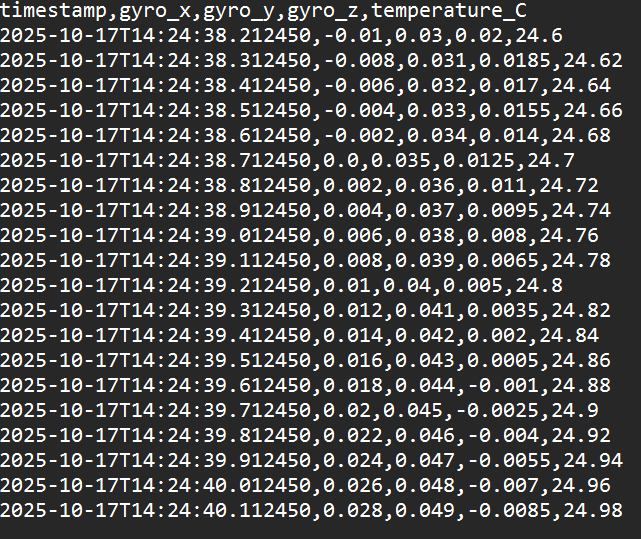 timestamp,gyro_x,gyro_y,gyro_z,temperature_C
2025-10-17T14:24:38.212450,-0.01,0.03,0.02,24.6
2025-10-17T14:24:38.312450,-0.008,0.031,0.0185,24.62
2025-10-17T14:24:38.412450,-0.006,0.032,0.017,24.64
2025-10-17T14:24:38.512450,-0.004,0.033,0.0155,24.66
2025-10-17T14:24:38.612450,-0.002,0.034,0.014,24.68
2025-10-17T14:24:38.712450,0.0,0.035,0.0125,24.7
2025-10-17T14:24:38.812450,0.002,0.036,0.011,24.72
2025-10-17T14:24:38.912450,0.004,0.037,0.0095,24.74
2025-10-17T14:24:39.012450,0.006,0.038,0.008,24.76
2025-10-17T14:24:39.112450,0.008,0.039,0.0065,24.78
2025-10-17T14:24:39.212450,0.01,0.04,0.005,24.8
2025-10-17T14:24:39.312450,0.012,0.041,0.0035,24.82
2025-10-17T14:24:39.412450,0.014,0.042,0.002,24.84
2025-10-17T14:24:39.512450,0.016,0.043,0.0005,24.86
2025-10-17T14:24:39.612450,0.018,0.044,-0.001,24.88
2025-10-17T14:24:39.712450,0.02,0.045,-0.0025,24.9
2025-10-17T14:24:39.812450,0.022,0.046,-0.004,24.92
2025-10-17T14:24:39.912450,0.024,0.047,-0.0055,24.94
2025-10-17T14:24:40.012450,0.026,0.048,-0.007,24.96
2025-10-17T14:24:40.112450,0.028,0.049,-0.0085,24.98